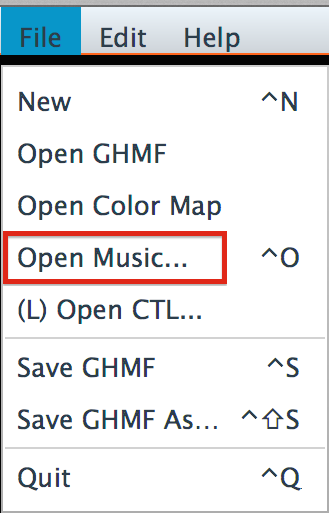 File Edit Help
New ^N
Open GHMF
Open Color Map
Open Music... ^O
(L) Open CTL...
Save GHMF ^S
Save GHMF As... ^⇧S
Quit ^Q